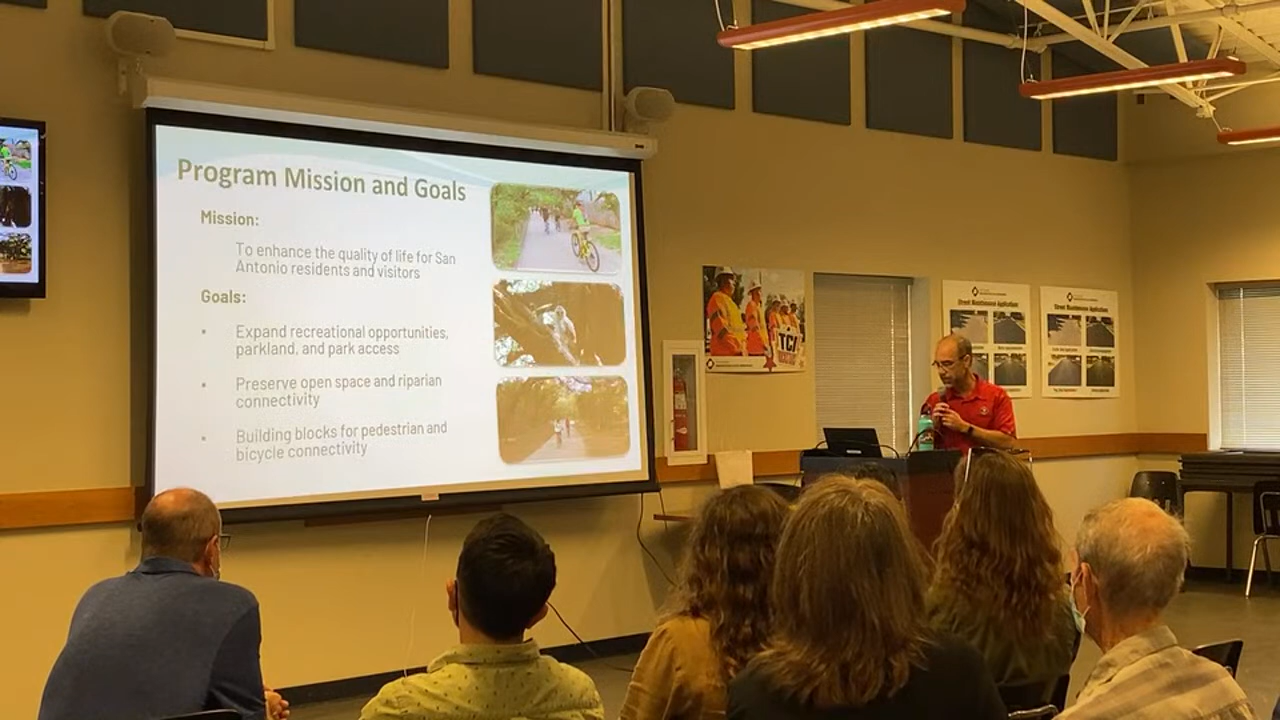 Program Mission and Goals
Mission:
To enhance the quality of life for San
Antonio residents and visitors
Goals:
▪ Expand recreational opportunities,
parkland, and park access
▪ Preserve open space and riparian
connectivity
▪ Building blocks for pedestrian and
bicycle connectivity
TCI
Street Maintenance Application
Street Maintenance Application